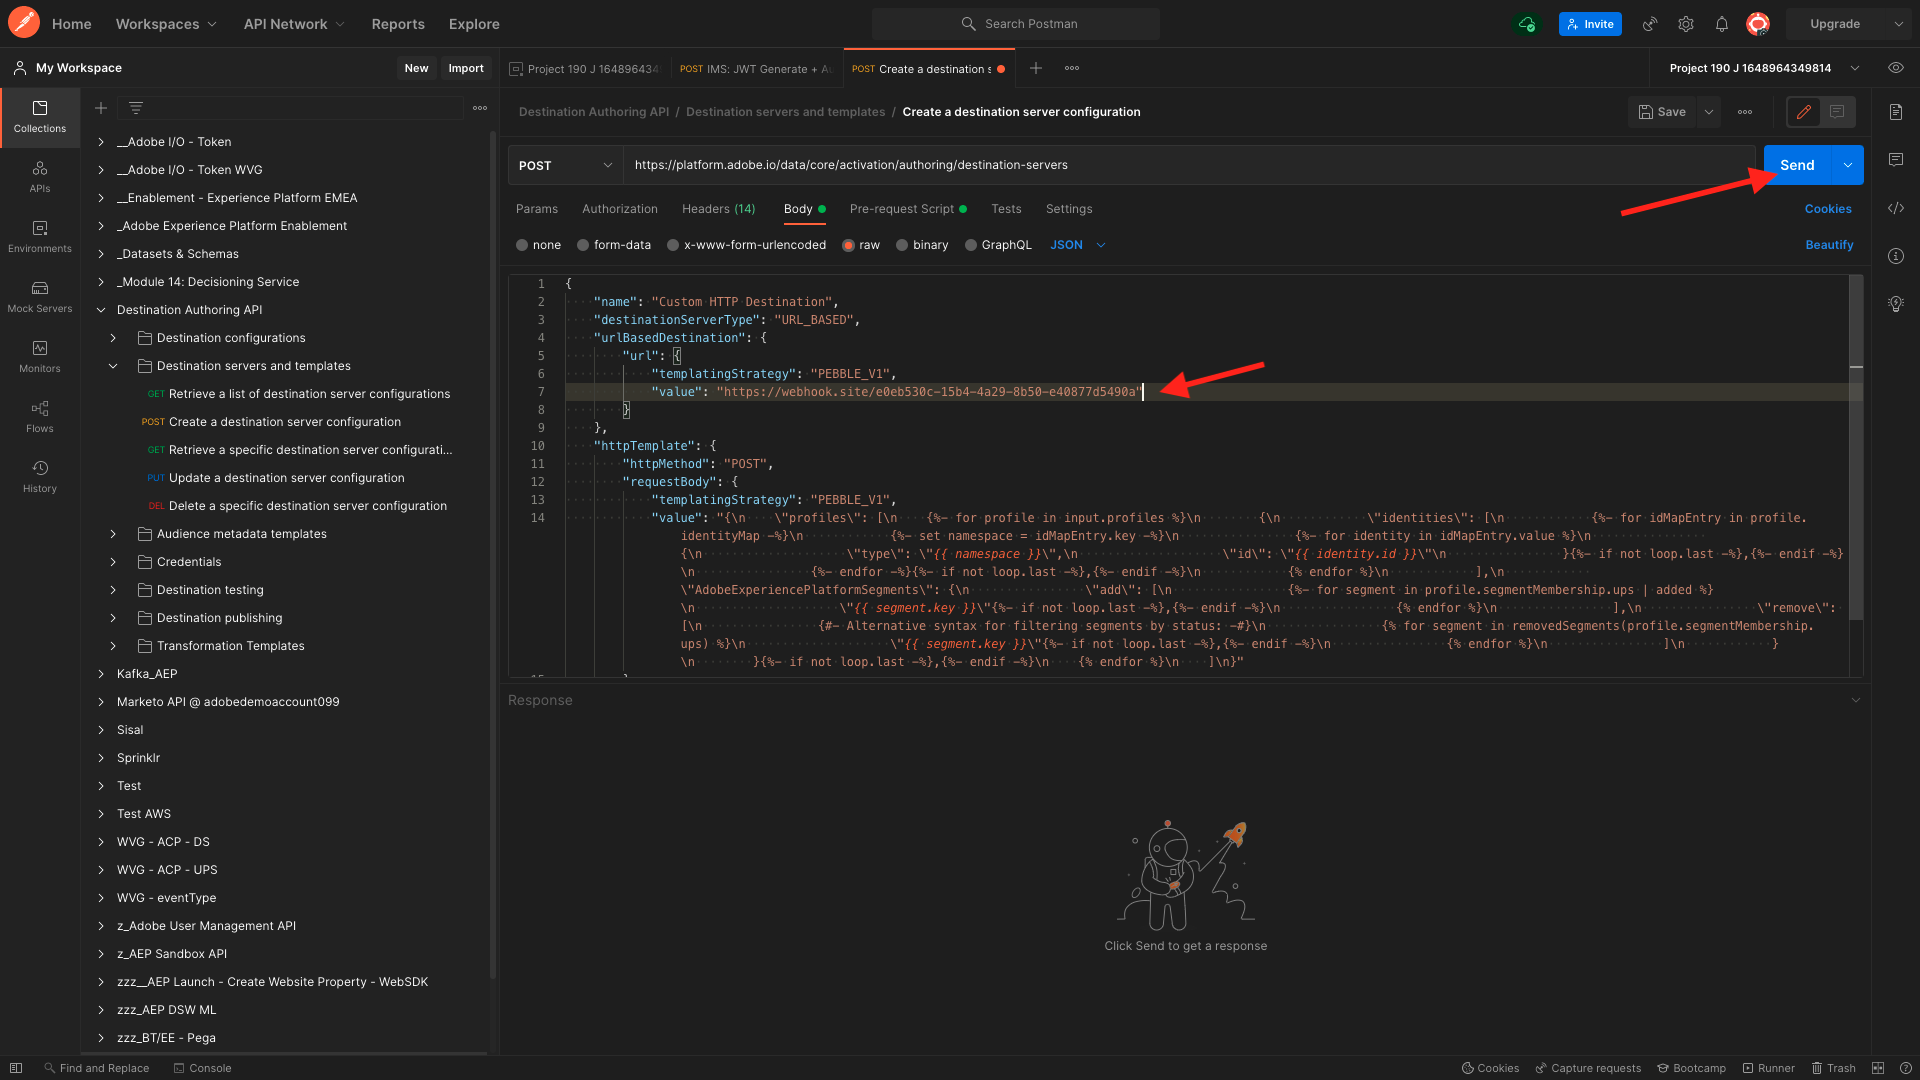 Home
Workspaces
API Network
Reports
Explore
Search Postman
Invite
Upgrade
My Workspace
New
Import
Project 190 J 164896434
POST IMS: JWT Generate + A
POST Create a destination s
Project 190 J 1648964349814
Collections
APIs
Environments
Mock Servers
Monitors
Flows
History
__Adobe I/O - Token
__Adobe I/O - Token WVG
__Enablement - Experience Platform EMEA
_Adobe Experience Platform Enablement
_Datasets & Schemas
_Module 14: Decisioning Service
Destination Authoring API
Destination configurations
Destination servers and templates
GET Retrieve a list of destination server configurations
POST Create a destination server configuration
GET Retrieve a specific destination server configurati...
PUT Update a destination server configuration
DEL Delete a specific destination server configuration
Audience metadata templates
Credentials
Destination testing
Destination publishing
Transformation Templates
Kafka_AEP
Marketo API @ adobedemoaccount099
Sisal
Sprinklr
Test
Test AWS
WVG - ACP - DS
WVG - ACP - UPS
WVG - eventType
z_Adobe User Management API
z_AEP Sandbox API
zzz__AEP Launch - Create Website Property - WebSDK
zzz_AEP DSW ML
zzz_BT/EE - Pega
Destination Authoring API / Destination servers and templates / Create a destination server configuration
Save
POST
https://platform.adobe.io/data/core/activation/authoring/destination-servers
Send
Params
Authorization
Headers (14)
Body
Pre-request Script
Tests
Settings
Cookies
none
form-data
x-www-form-urlencoded
raw
binary
GraphQL
JSON
Beautify
1 {
2 "name": "Custom HTTP Destination",
3 "destinationServerType": "URL_BASED",
4 "urlBasedDestination": {
5 "url": {
6 "templatingStrategy": "PEBBLE_V1",
7 "value": "https://webhook.site/e0eb530c-15b4-4a29-8b50-e40877d5490a"
8 }
9 },
10 "httpTemplate": {
11 "httpMethod": "POST",
12 "requestBody": {
13 "templatingStrategy": "PEBBLE_V1",
14 "value": "{\n \"profiles\": [\n {%- for profile in input.profiles %}\n {\n \"identities\": [\n {%- for idMapEntry in profile.
identityMap -%}\n {%- set namespace = idMapEntry.key -%}\n {%- for identity in idMapEntry.value %}\n
{\n \"type\": \"{{ namespace }}\",\n \"id\": \"{{ identity.id }}\"\n }{%- if not loop.last -%},{%- endif -%}
\n {%- endfor -%}{%- if not loop.last -%},{%- endif -%}\n {% endfor %}\n ],\n
\"AdobeExperiencePlatformSegments\": {\n \"add\": [\n {%- for segment in profile.segmentMembership.ups | added %}
\n \"{{ segment.key }}\"{%- if not loop.last -%},{%- endif -%}\n {% endfor %}\n ],\n \"remove\":
[\n {#- Alternative syntax for filtering segments by status: -#}\n {% for segment in removedSegments(profile.segmentMembership.
ups) %}\n \"{{ segment.key }}\"{%- if not loop.last -%},{%- endif -%}\n {% endfor %}\n ]\n }
\n }{%- if not loop.last -%},{%- endif -%}\n {% endfor %}\n ]\n}"
Response
Click Send to get a response
Find and Replace
Console
Cookies
Capture requests
Bootcamp
Runner
Trash